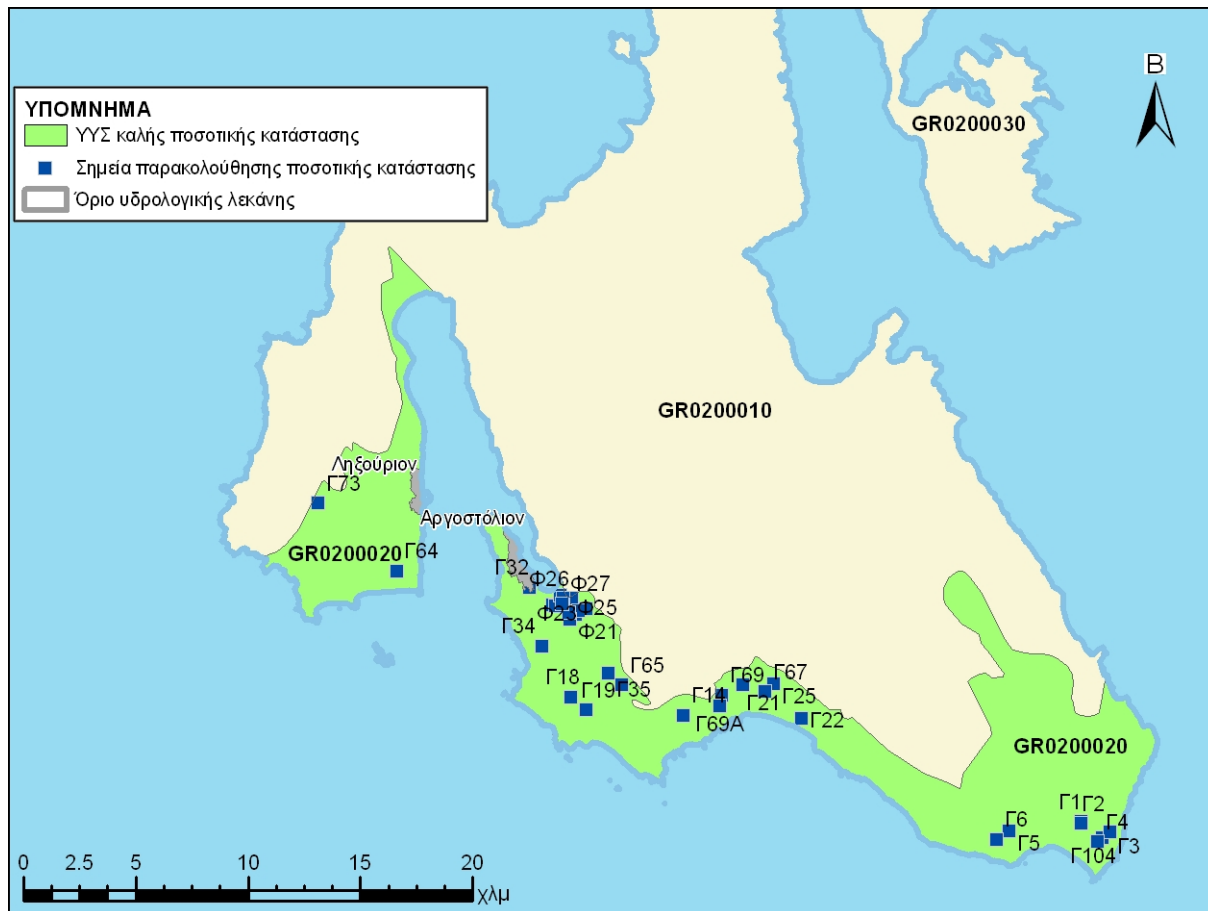 ΥΠΟΜΝΗΜΑ
ΥΥΣ καλής ποσοτικής κατάστασης
Σημεία παρακολούθησης ποσοτική κατάστασης
Όριο υδρολογικής λεκάνης
Β
GR0200030
GR0200010
Ληξούριον
Γ73
Αργοστόλιον
GR0200020
Γ64
Γ32
Φ26
Φ27
Φ23
Φ25
Φ21
Γ34
Γ65
Γ18
Γ19
Γ35
Γ14
Γ69
Γ67
Γ21
Γ25
Γ69Α
Γ22
GR0200020
Γ1
Γ2
Γ6
Γ4
Γ5
Γ3
Γ104
0 2.5 5 10 15 20
χλμ